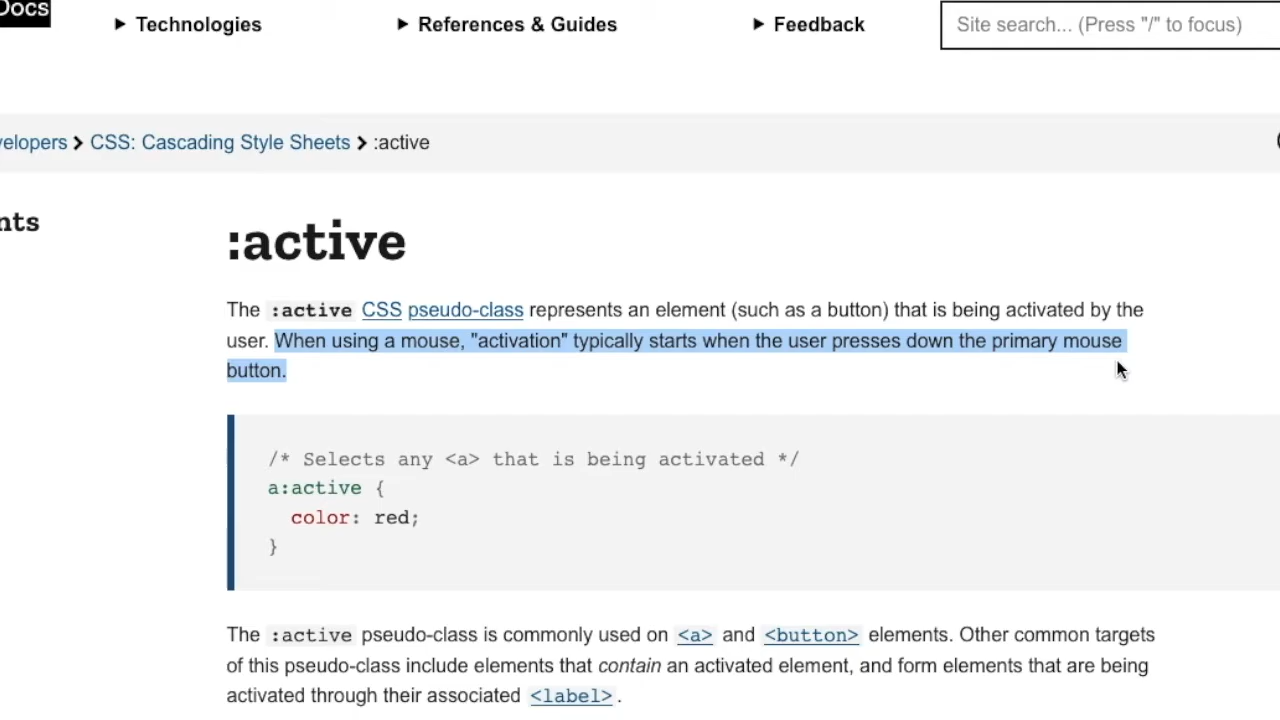 Docs
Technologies
References & Guides
Feedback
Site search... (Press "/" to focus)
velopers > CSS: Cascading Style Sheets > :active
nts
:active
The :active CSS pseudo-class represents an element (such as a button) that is being activated by the
user. When using a mouse, "activation" typically starts when the user presses down the primary mouse
button.
/* Selects any <a> that is being activated */
a:active {
  color: red;
}
The :active pseudo-class is commonly used on <a> and <button> elements. Other common targets
of this pseudo-class include elements that contain an activated element, and form elements that are being
activated through their associated <label> .